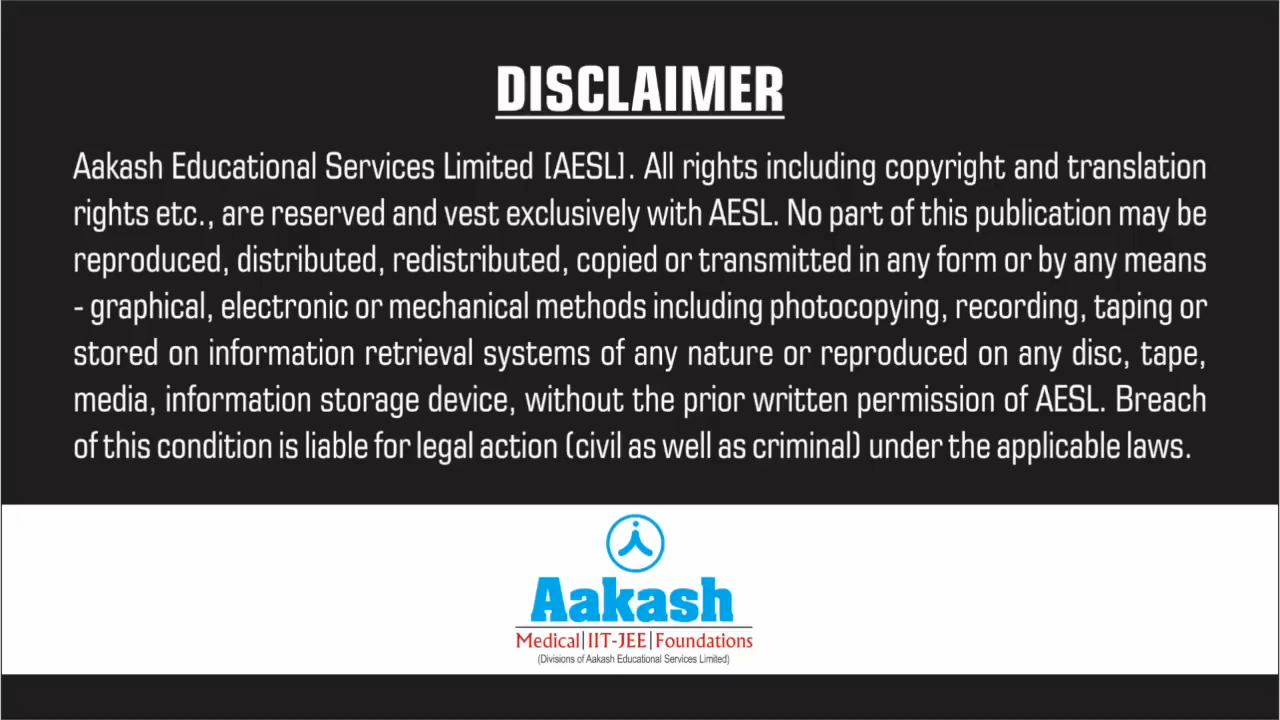 DISCLAIMER
Aakash Educational Services Limited [AESL]. All rights including copyright and translation
rights etc., are reserved and vest exclusively with AESL. No part of this publication may be
reproduced, distributed, redistributed, copied or transmitted in any form or by any means
- graphical, electronic or mechanical methods including photocopying, recording, taping or
stored on information retrieval systems of any nature or reproduced on any disc, tape,
media, information storage device, without the prior written permission of AESL. Breach
of this condition is liable for legal action (civil as well as criminal) under the applicable laws.
Aakash
Medical|IIT-JEE|Foundations
(Divisions of Aakash Educational Services Limited)